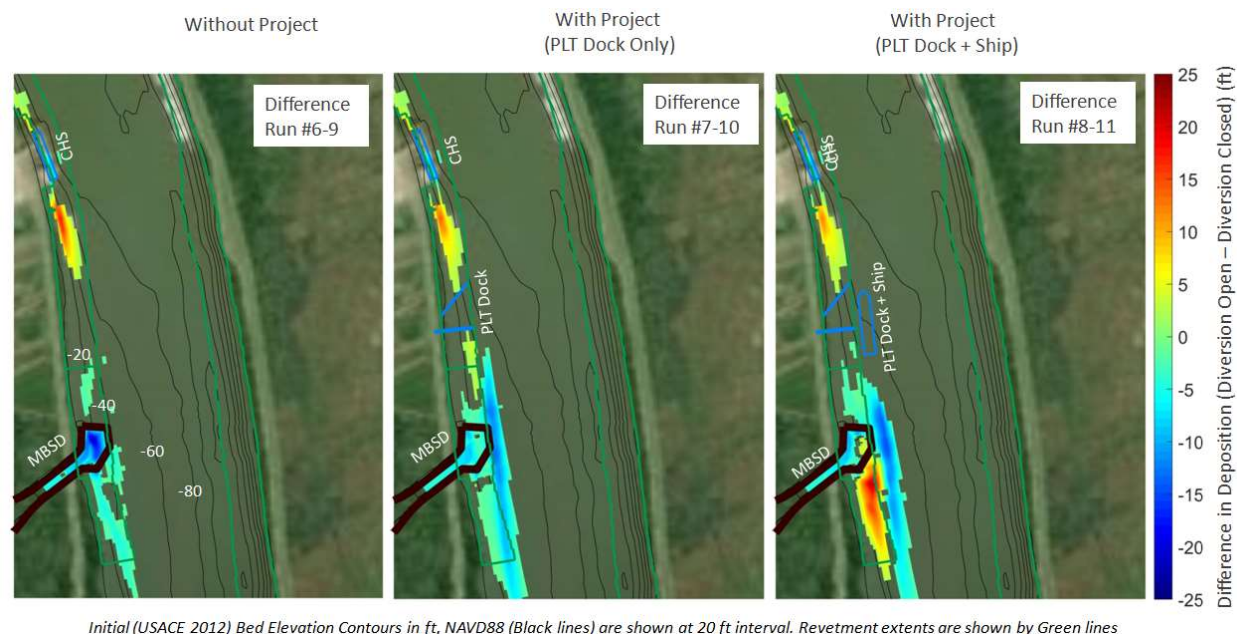 Without Project
With Project
(PLT Dock Only)
With Project
(PLT Dock + Ship)
Difference
Run #6-9
CHS
-20
-40
-60
-80
MBSD
Difference
Run #7-10
CHS
PLT Dock
MBSD
Difference
Run #8-11
CHS
PLT Dock + Ship
MBSD
25
20
15
10
5
0
-5
-10
-15
-20
-25
Difference in Deposition (Diversion Open – Diversion Closed) (ft)
Initial (USACE 2012) Bed Elevation Contours in ft, NAVD88 (Black lines) are shown at 20 ft interval. Revetment extents are shown by Green lines